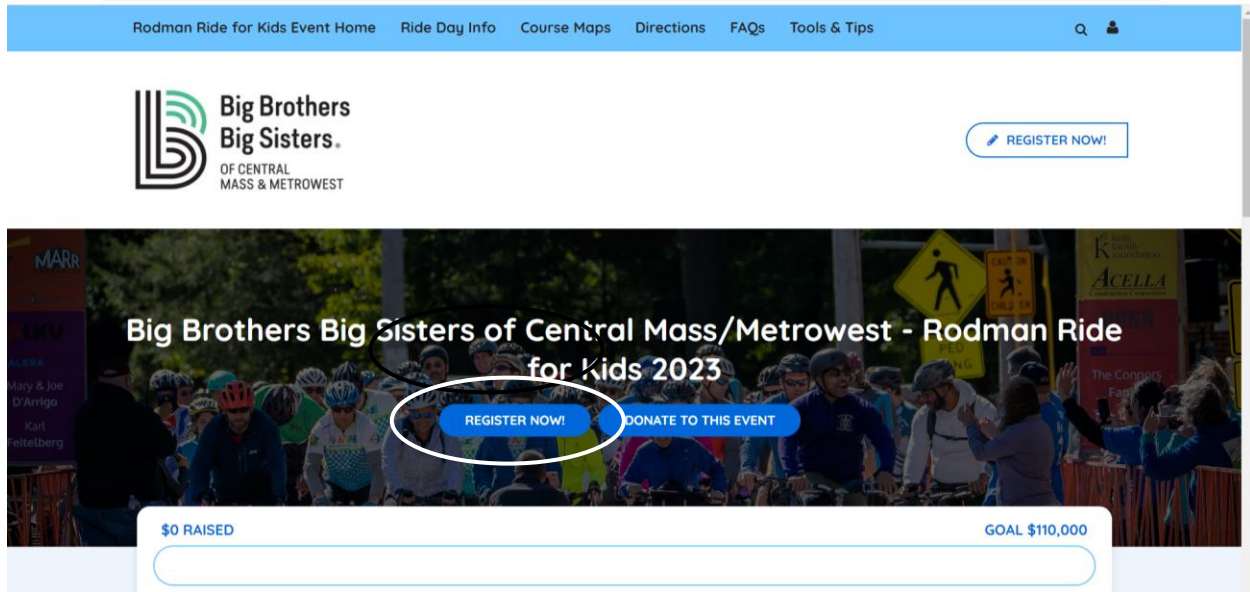 Rodman Ride for Kids Event Home Ride Day Info Course Maps Directions FAQs Tools & Tips
Big Brothers
Big Sisters.
OF CENTRAL
MASS & METROWEST
REGISTER NOW!
MARR
ACELLA
CAUTION
Big Brothers Big Sisters of Central Mass/Metrowest - Rodman Ride
for Kids 2023
Mary & Joe
D'Arrigo
Karl
Feitelberg
The Connors
REGISTER NOW! DONATE TO THIS EVENT
$0 RAISED GOAL $110,000